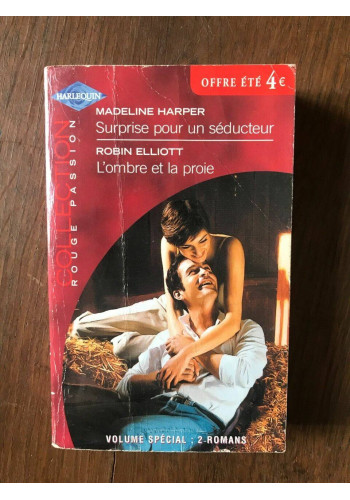 HARLEQUIN
OFFRE ÉTÉ 4€
MADELINE HARPER
Surprise pour un séducteur
ROBIN ELLIOTT
L'ombre et la proie
COLLECTION
ROUGE PASSION
VOLUME SPÉCIAL : 2 ROMANS